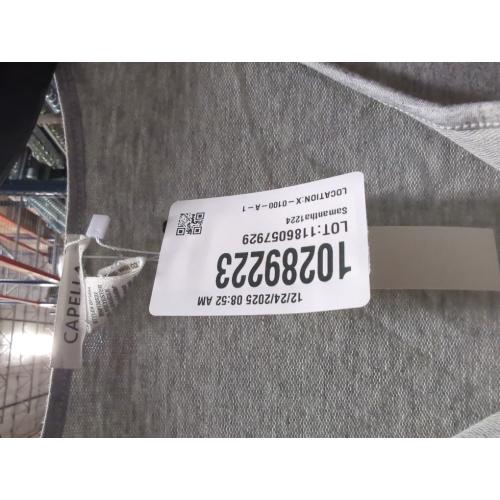 12/24/2025 08:52 AM
10289223
LOT:1186057929
Samantha1224
LOCATION:X-0100-A-1
CAPELLA